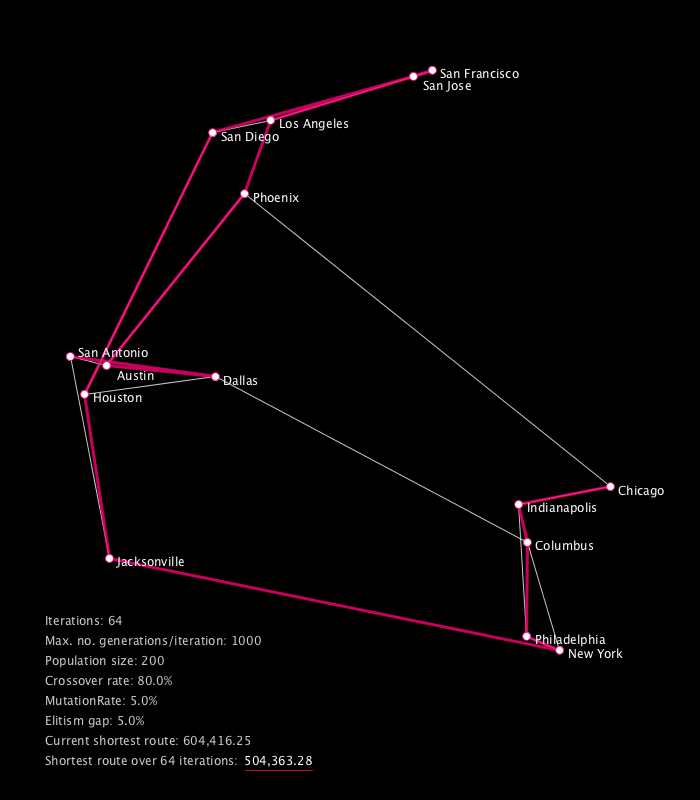 San Francisco
San Jose
Los Angeles
San Diego
Phoenix
San Antonio
Austin
Dallas
Houston
Chicago
Indianapolis
Columbus
Jacksonville
Philadelphia
New York
Iterations: 64
Max. no. generations/iteration: 1000
Population size: 200
Crossover rate: 80.0%
MutationRate: 5.0%
Elitism gap: 5.0%
Current shortest route: 604,416.25
Shortest route over 64 iterations: 504,363.28